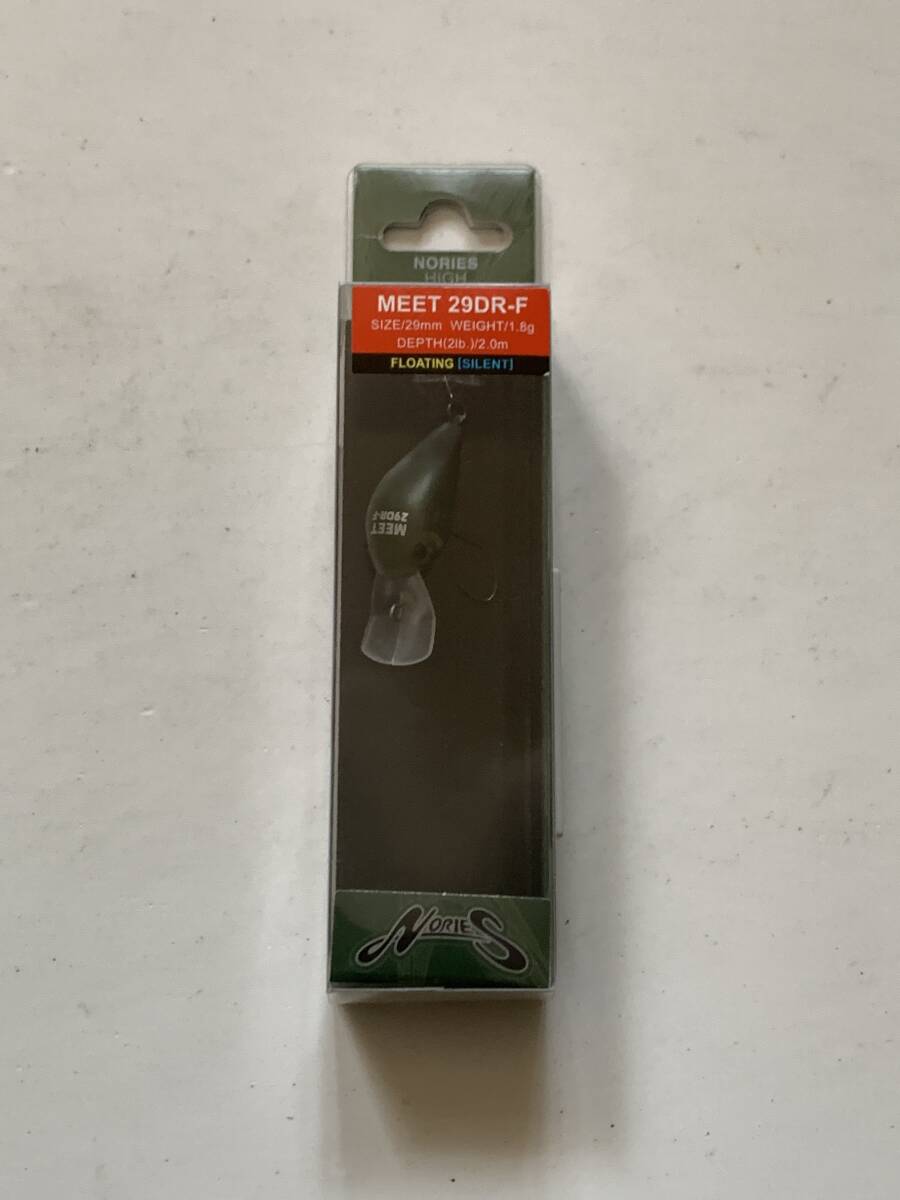 NORIES
HIGH
MEET 29DR-F
SIZE/29mm WEIGHT/1.8g
DEPTH(2lb.)/2.0m
FLOATING [SILENT]
MEET
29DR-F
NORIES